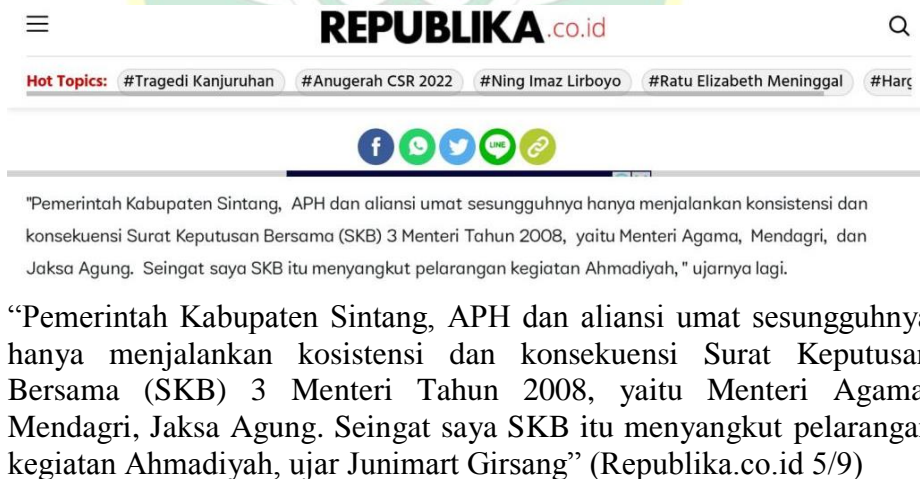 REPUBLIKA.co.id
Hot Topics: #Tragedi Kanjuruhan #Anugerah CSR 2022 #Ning Imaz Lirboyo #Ratu Elizabeth Meninggal #Harg
LINE
"Pemerintah Kabupaten Sintang, APH dan aliansi umat sesungguhnya hanya menjalankan konsistensi dan
konsekuensi Surat Keputusan Bersama (SKB) 3 Menteri Tahun 2008, yaitu Menteri Agama, Mendagri, dan
Jaksa Agung. Seingat saya SKB itu menyangkut pelarangan kegiatan Ahmadiyah, " ujarnya lagi.
“Pemerintah Kabupaten Sintang, APH dan aliansi umat sesungguhnya
hanya menjalankan kosistensi dan konsekuensi Surat Keputusan
Bersama (SKB) 3 Menteri Tahun 2008, yaitu Menteri Agama
Mendagri, Jaksa Agung. Seingat saya SKB itu menyangkut pelarangan
kegiatan Ahmadiyah, ujar Junimart Girsang” (Republika.co.id 5/9)